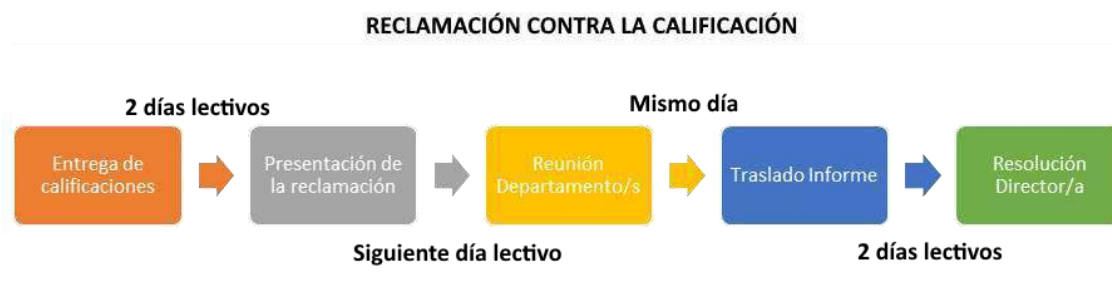 RECLAMACIÓN CONTRA LA CALIFICACIÓN
2 días lectivos
Mismo día
Entrega de
calificaciones
Presentación de
la reclamación
Reunión
Departamento/s
Traslado Informe
Resolución
Director/a
Siguiente día lectivo
2 días lectivos